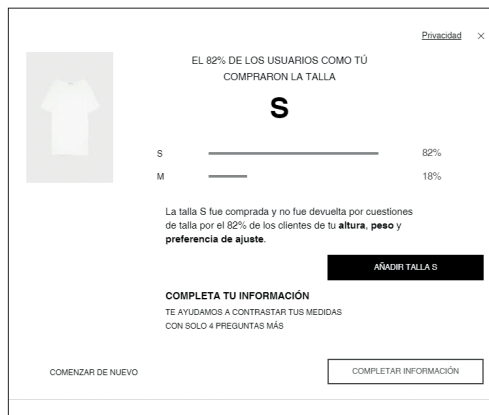 Privacidad ×
EL 82% DE LOS USUARIOS COMO TÚ
COMPRARON LA TALLA
S
S 82%
M 18%
La talla S fue comprada y no fue devuelta por cuestiones
de talla por el 82% de los clientes de tu altura, peso y
preferencia de ajuste.
AÑADIR TALLA S
COMPLETA TU INFORMACIÓN
TE AYUDAMOS A CONTRASTAR TUS MEDIDAS
CON SOLO 4 PREGUNTAS MÁS
COMENZAR DE NUEVO COMPLETAR INFORMACIÓN